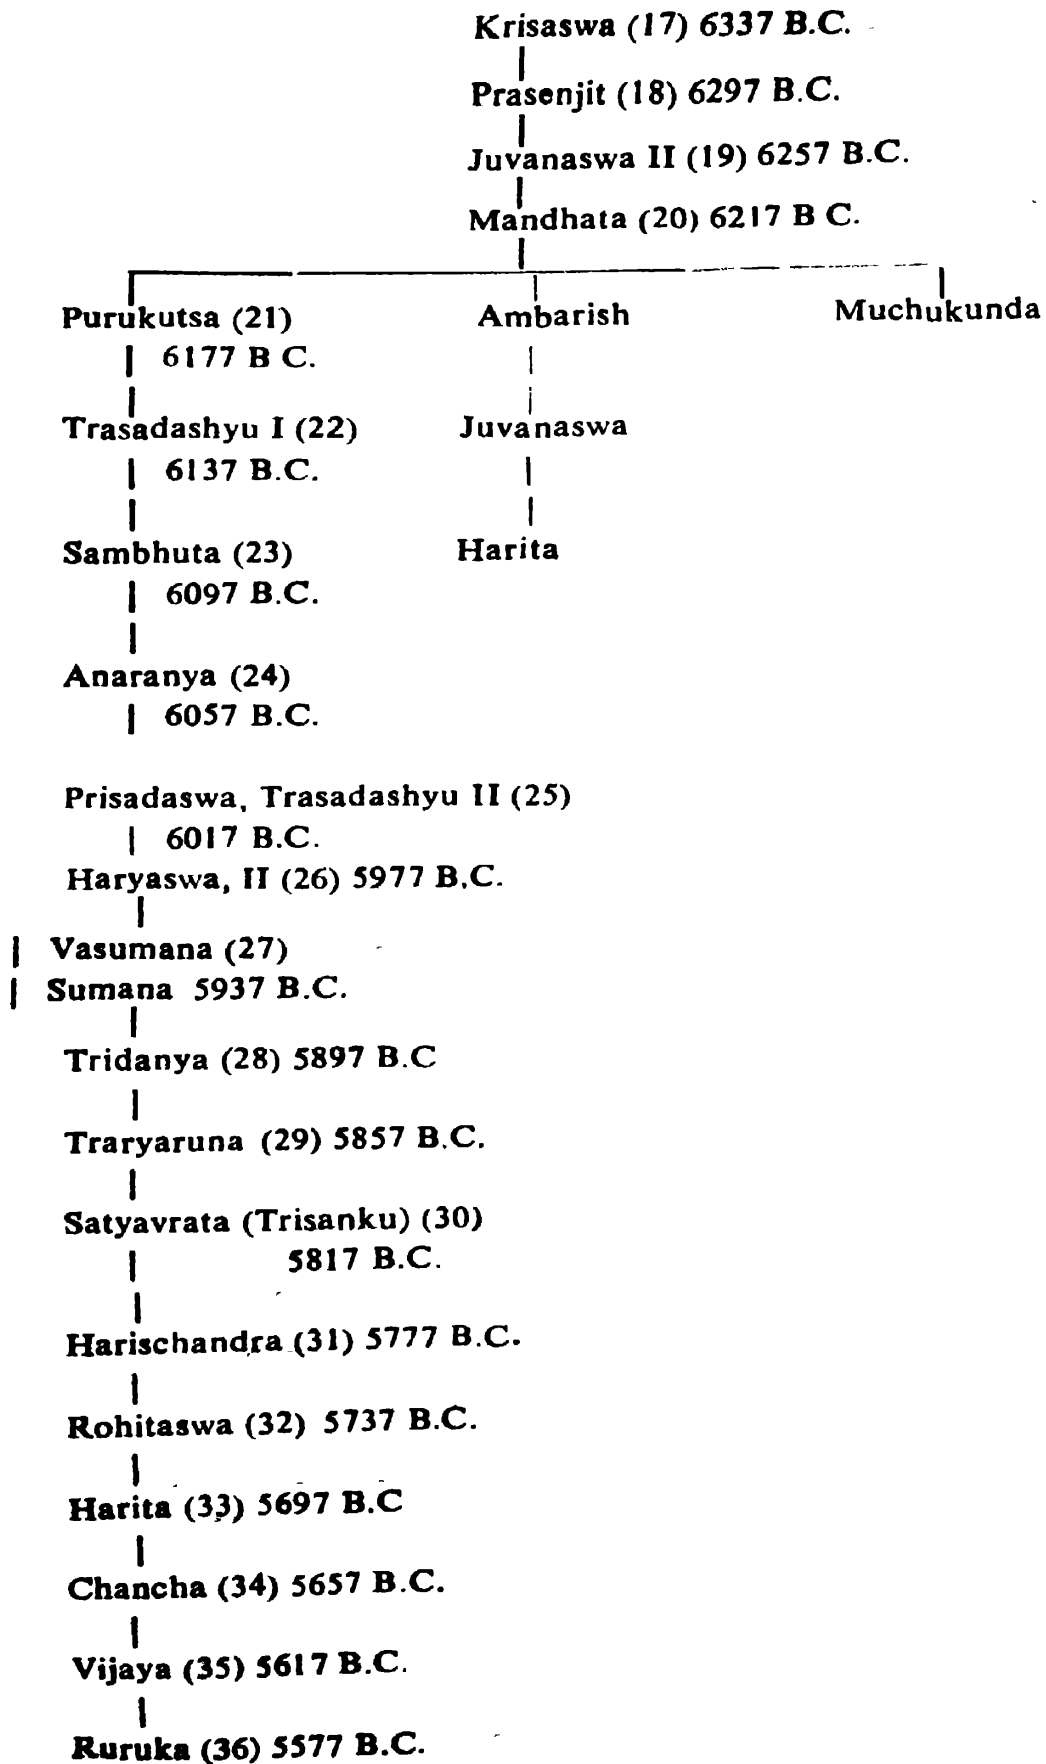 Krisaswa (17) 6337 B.C.
Prasenjit (18) 6297 B.C.
Juvanaswa II (19) 6257 B.C.
Mandhata (20) 6217 B C.
Purukutsa (21) Ambarish Muchukunda
6177 B C.
Trasadashyu I (22) Juvanaswa
6137 B.C.
Sambhuta (23) Harita
6097 B.C.
Anaranya (24)
6057 B.C.
Prisadaswa, Trasadashyu II (25)
6017 B.C.
Haryaswa, II (26) 5977 B.C.
Vasumana (27)
Sumana 5937 B.C.
Tridanya (28) 5897 B.C
Traryaruna (29) 5857 B.C.
Satyavrata (Trisanku) (30)
5817 B.C.
Harischandra (31) 5777 B.C.
Rohitaswa (32) 5737 B.C.
Harita (33) 5697 B.C
Chancha (34) 5657 B.C.
Vijaya (35) 5617 B.C.
Ruruka (36) 5577 B.C.